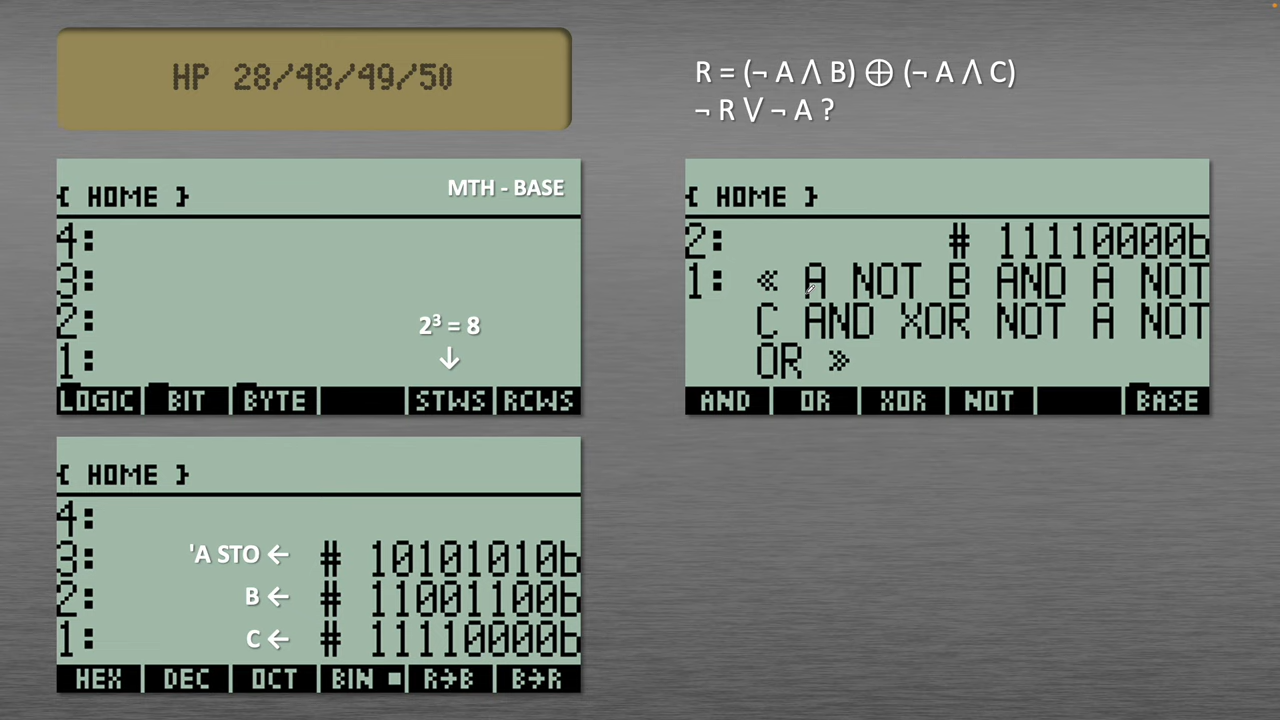 HP 28/48/49/50
R = (¬ A ⋀ B) ⨁ (¬ A ⋀ C)
¬ R ⋁ ¬ A ?
{ HOME }
MTH - BASE
4:
3:
2:
2³ = 8
↓
1:
LOGIC BIT BYTE STWS RCWS
{ HOME }
2: # 11110000b
1: « A NOT B AND A NOT
C AND XOR NOT A NOT
OR »
AND OR XOR NOT BASE
{ HOME }
4:
3: 'A STO ← # 10101010b
2: B ← # 11001100b
1: C ← # 11110000b
HEX DEC OCT BIN ■ R→B B→R